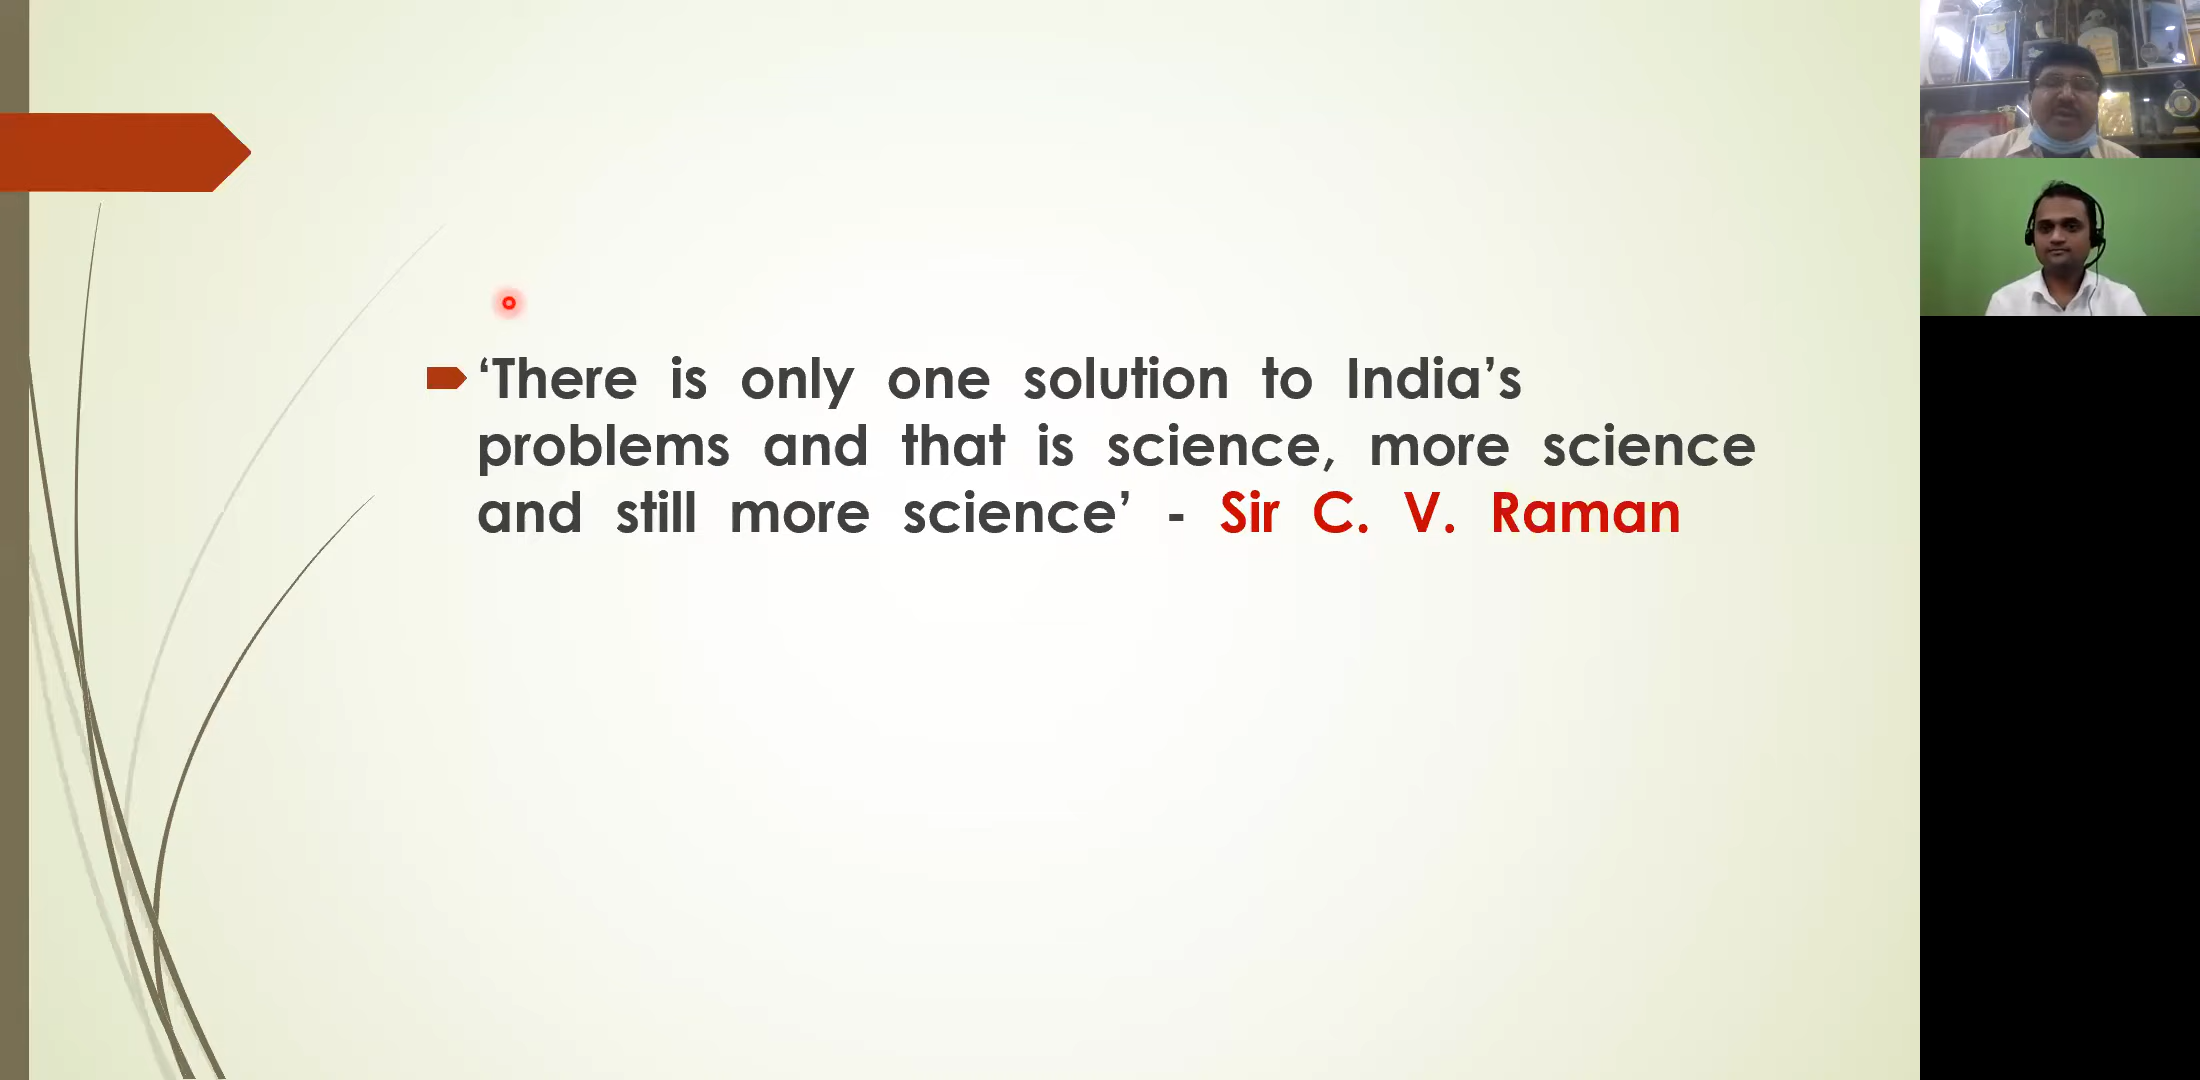 ‘There is only one solution to India’s
problems and that is science, more science
and still more science’ - Sir C. V. Raman